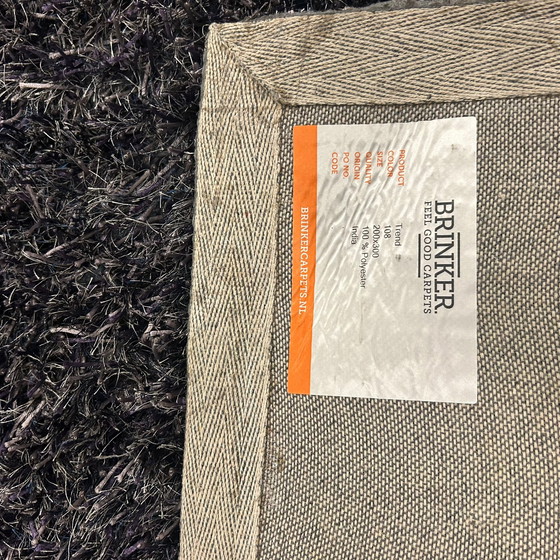 BRINKER.
FEEL GOOD CARPETS
PRODUCT Trend
COLOR 108
SIZE 200x300
QUALITY 100 % Polyester
ORIGIN India
PO NO
CODE
BRINKERCARPETS.NL